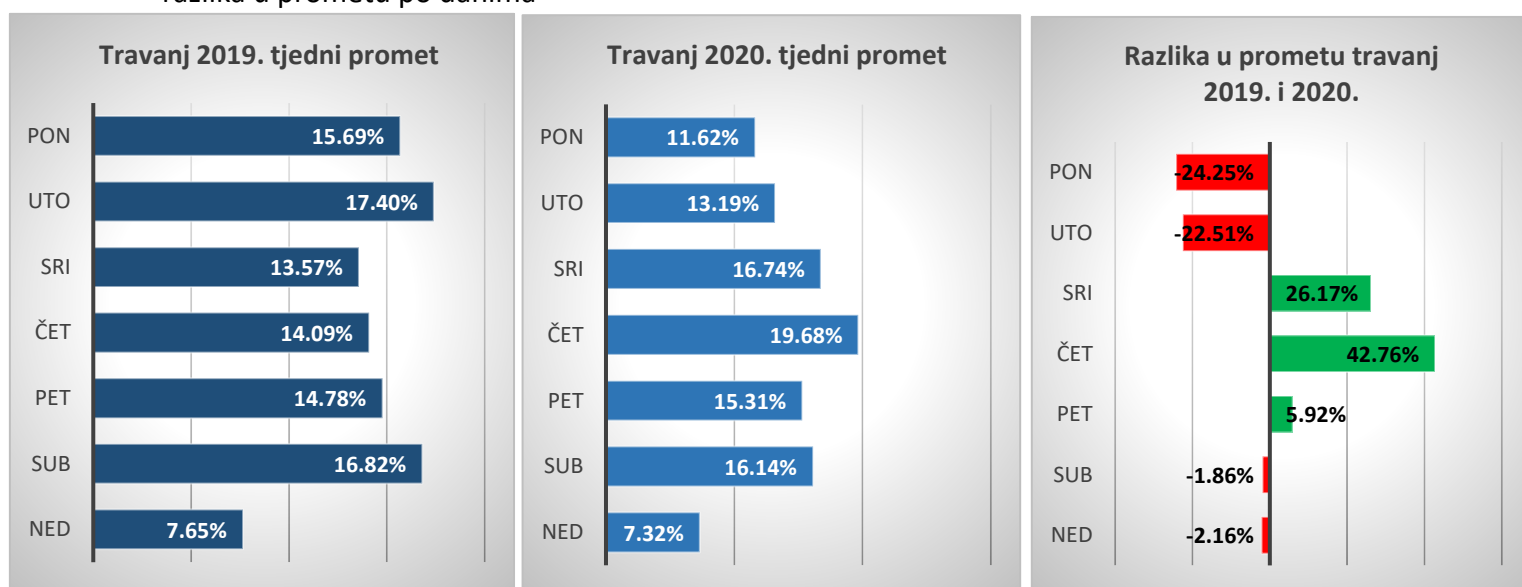 razlika u prometu po danima
Travanj 2019. tjedni promet
PON 15.69%
UTO 17.40%
SRI 13.57%
ČET 14.09%
PET 14.78%
SUB 16.82%
NED 7.65%
Travanj 2020. tjedni promet
PON 11.62%
UTO 13.19%
SRI 16.74%
ČET 19.68%
PET 15.31%
SUB 16.14%
NED 7.32%
Razlika u prometu travanj
2019. i 2020.
PON -24.25%
UTO -22.51%
SRI 26.17%
ČET 42.76%
PET 5.92%
SUB -1.86%
NED -2.16%